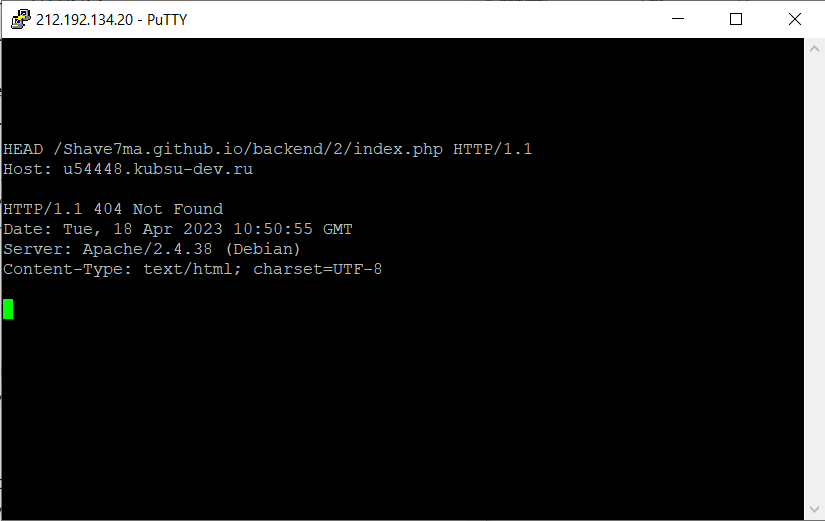 212.192.134.20 - PuTTY
HEAD /Shave7ma.github.io/backend/2/index.php HTTP/1.1
Host: u54448.kubsu-dev.ru
HTTP/1.1 404 Not Found
Date: Tue, 18 Apr 2023 10:50:55 GMT
Server: Apache/2.4.38 (Debian)
Content-Type: text/html; charset=UTF-8